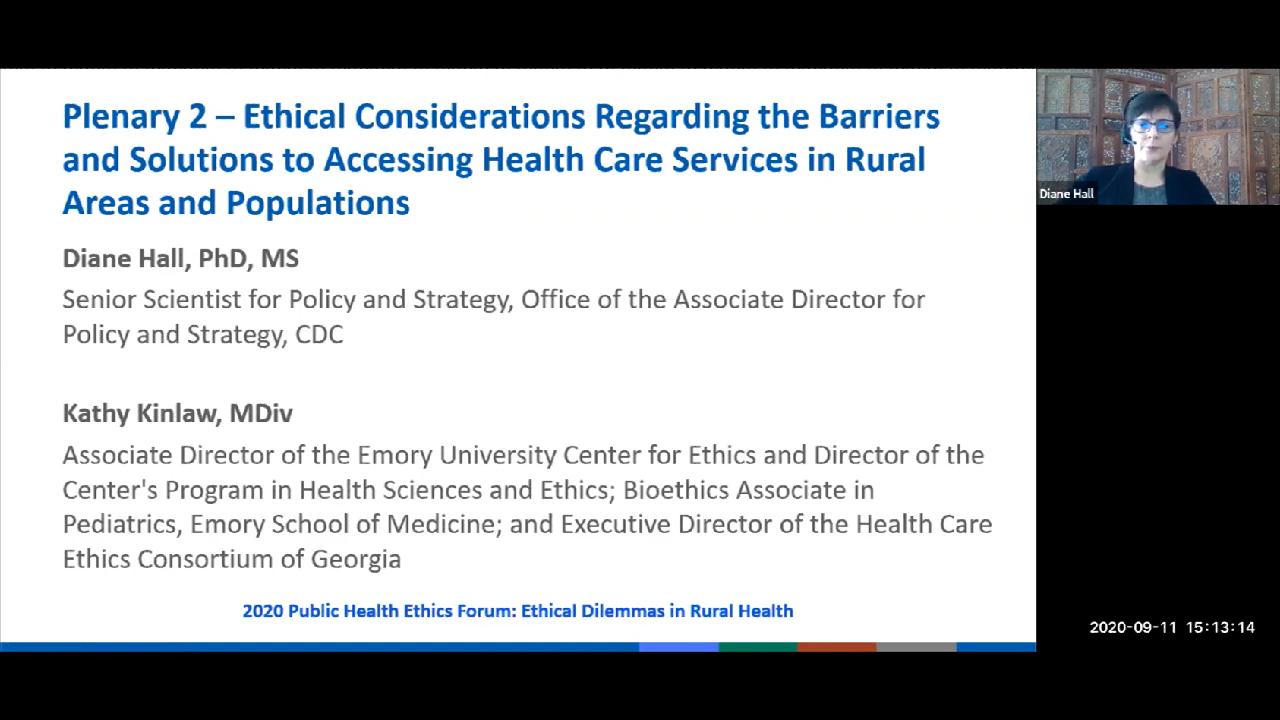 Plenary 2 – Ethical Considerations Regarding the Barriers
and Solutions to Accessing Health Care Services in Rural
Areas and Populations
Diane Hall, PhD, MS
Senior Scientist for Policy and Strategy, Office of the Associate Director for
Policy and Strategy, CDC
Kathy Kinlaw, MDiv
Associate Director of the Emory University Center for Ethics and Director of the
Center's Program in Health Sciences and Ethics; Bioethics Associate in
Pediatrics, Emory School of Medicine; and Executive Director of the Health Care
Ethics Consortium of Georgia
2020 Public Health Ethics Forum: Ethical Dilemmas in Rural Health
Diane Hall
2020-09-11 15:13:14